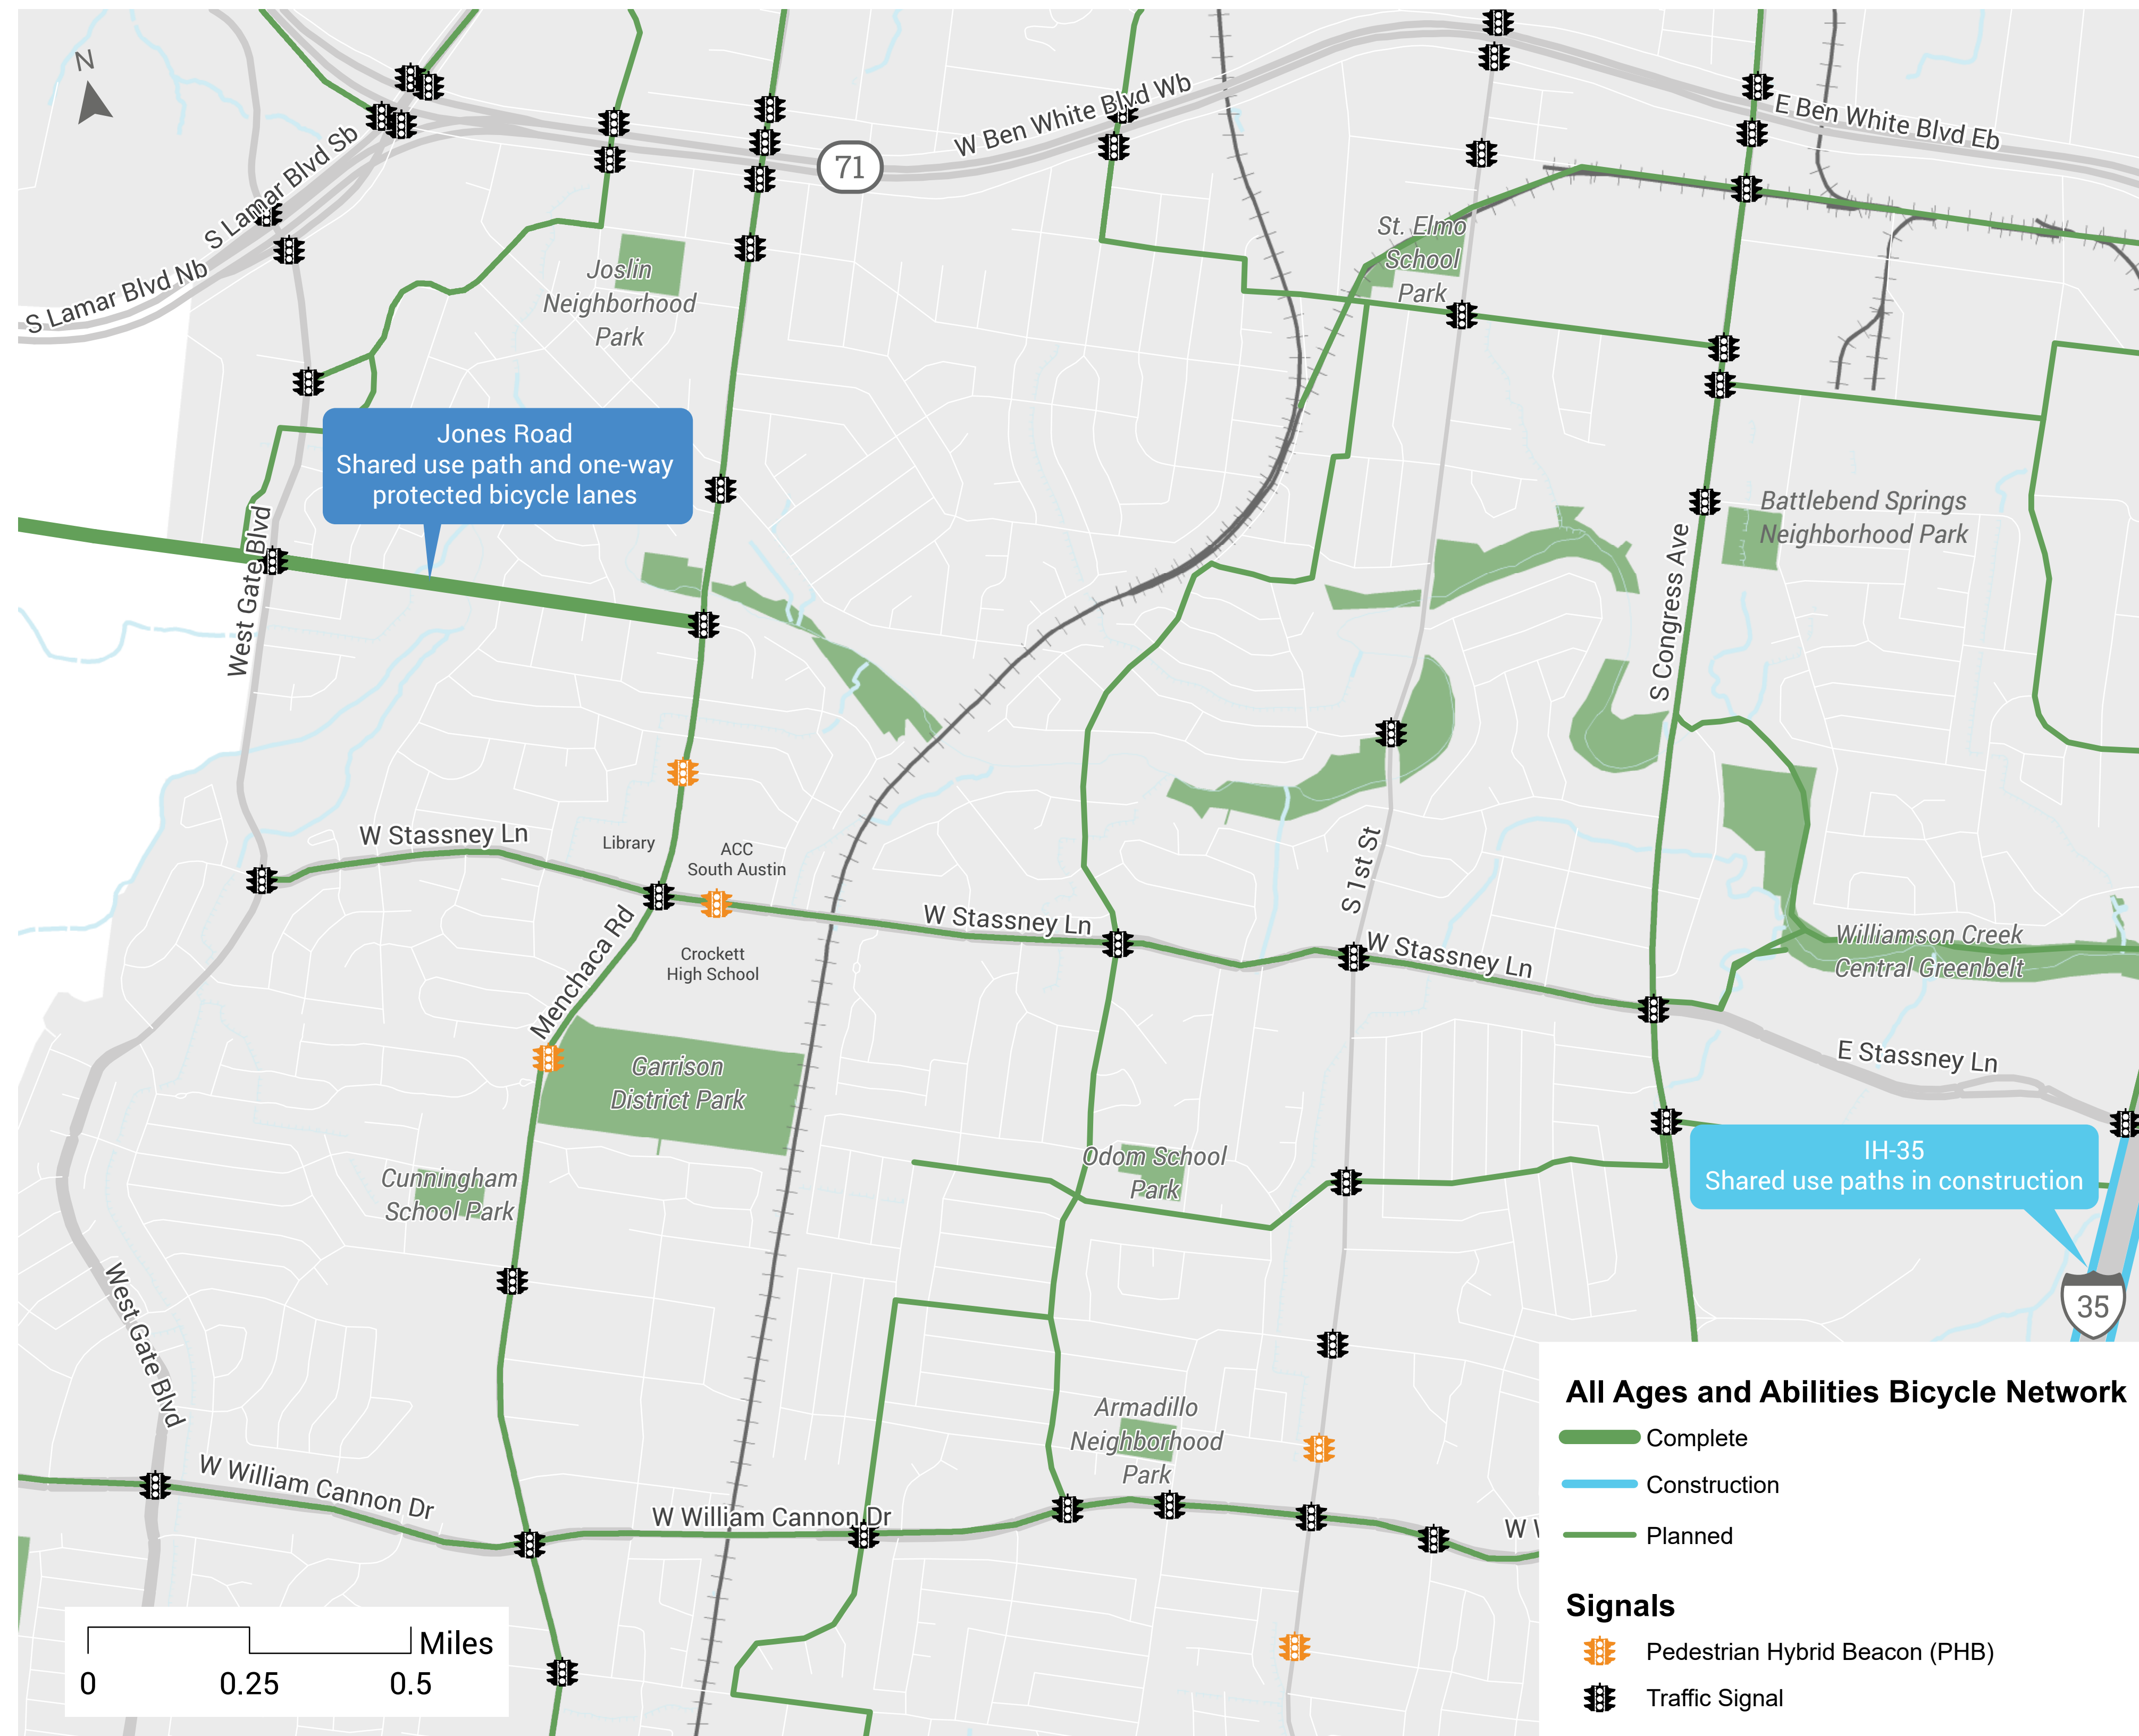 N
S Lamar Blvd Sb
S Lamar Blvd Nb
71
W Ben White Blvd Wb
E Ben White Blvd Eb
Joslin
Neighborhood
Park
St. Elmo
School
Park
Jones Road
Shared use path and one-way
protected bicycle lanes
West Gate Blvd
S Congress Ave
Battlebend Springs
Neighborhood Park
W Stassney Ln
Library
ACC
South Austin
Menchaca Rd
Crockett
High School
W Stassney Ln
S 1st St
W Stassney Ln
Williamson Creek
Central Greenbelt
E Stassney Ln
Garrison
District Park
Cunningham
School Park
Odom School
Park
IH-35
Shared use paths in construction
35
West Gate Blvd
Armadillo
Neighborhood
Park
W William Cannon Dr
W William Cannon Dr
W
Miles
0
0.25
0.5
All Ages and Abilities Bicycle Network
Complete
Construction
Planned
Signals
Pedestrian Hybrid Beacon (PHB)
Traffic Signal